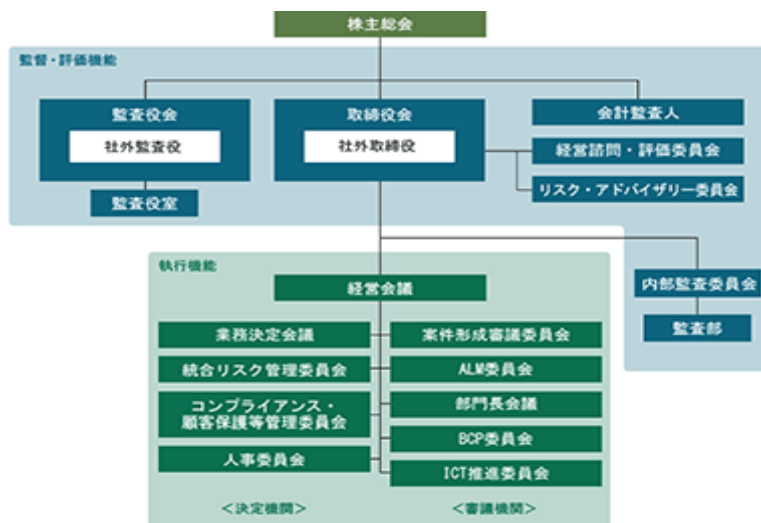 株主総会
監督・評価機能
監査役会
社外監査役
監査役室
取締役会
社外取締役
会計監査人
経営諮問・評価委員会
リスク・アドバイザリー委員会
内部監査委員会
監査部
執行機能
経営会議
業務決定会議
統合リスク管理委員会
コンプライアンス・
顧客保護等管理委員会
人事委員会
<決定機関>
案件形成審議委員会
ALM委員会
部門長会議
BCP委員会
ICT推進委員会
<審議機関>